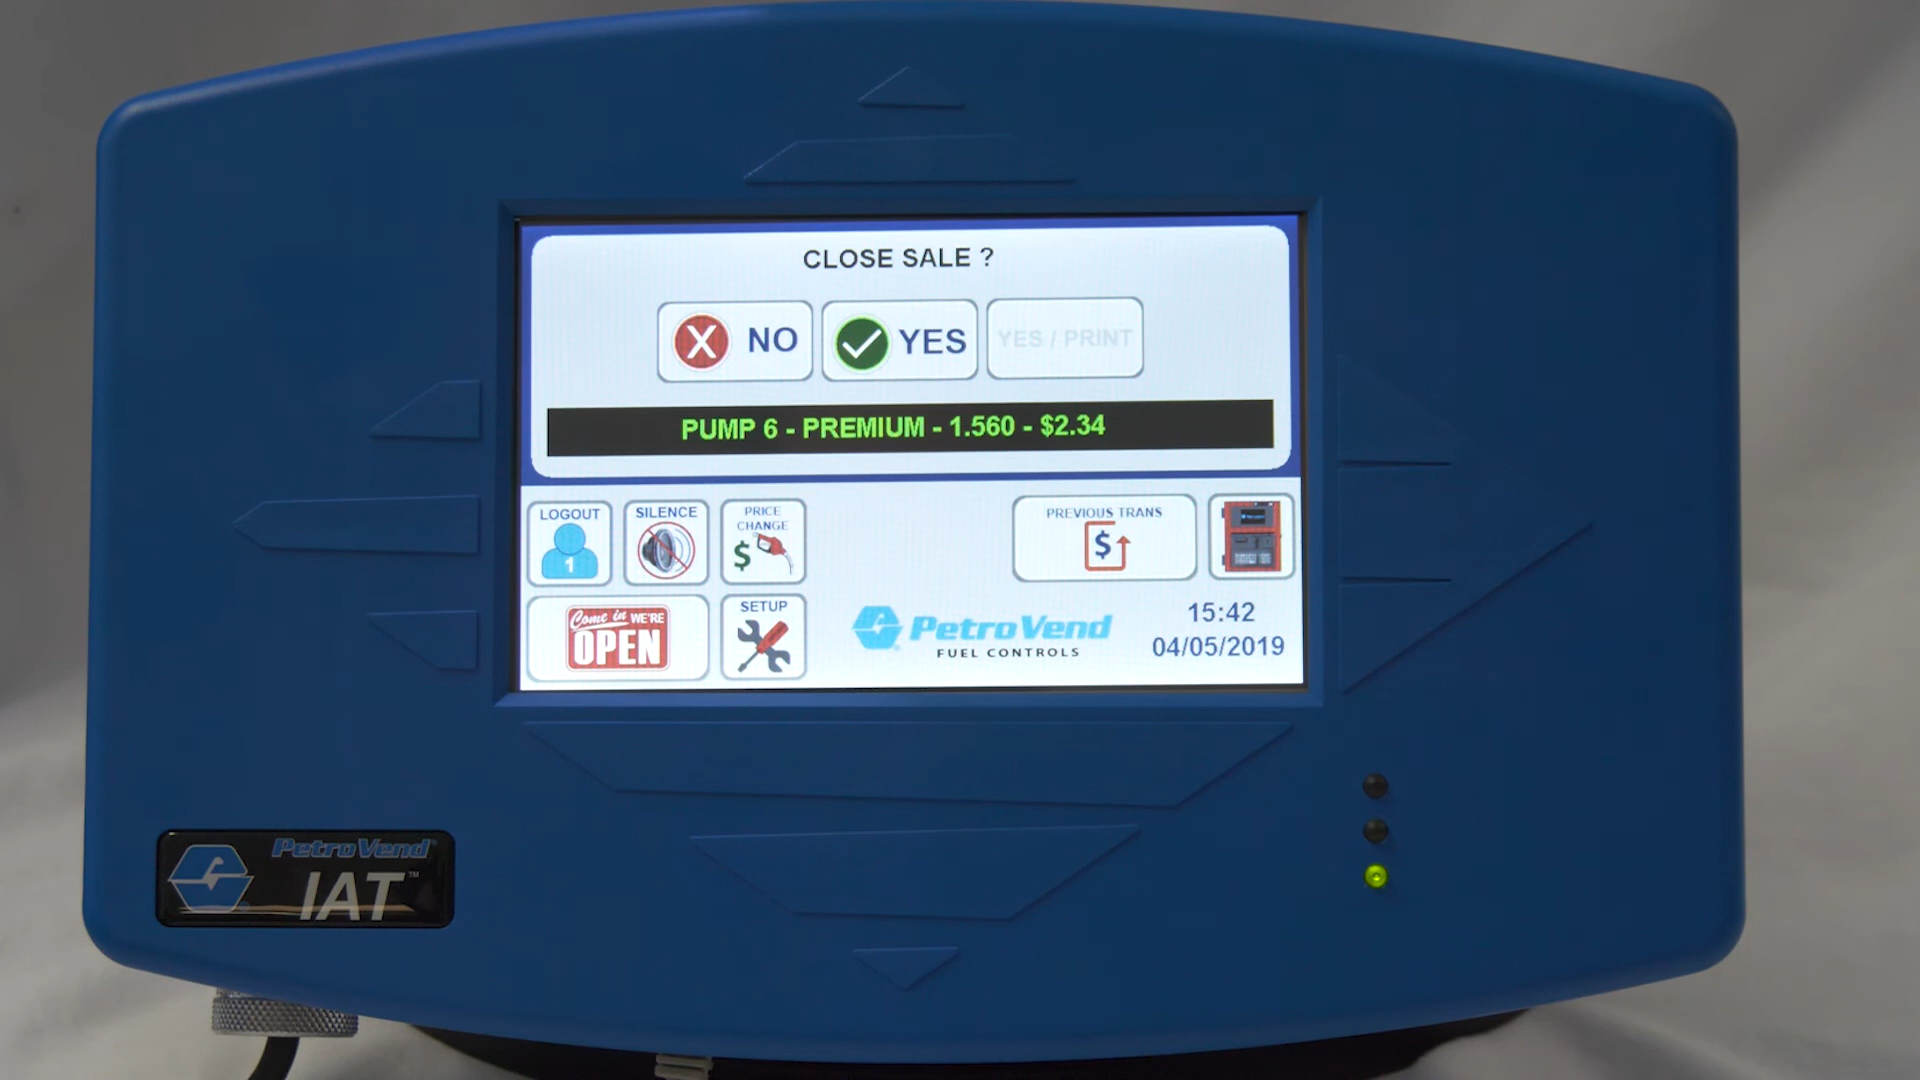 CLOSE SALE ?
X NO
YES
YES / PRINT
PUMP 6 - PREMIUM - 1.560 - $2.34
LOGOUT
1
SILENCE
PRICE
CHANGE
$
PREVIOUS TRANS
$
Come in WE'RE
OPEN
SETUP
PetroVend
FUEL CONTROLS
15:42
04/05/2019
PetroVend®
IAT™